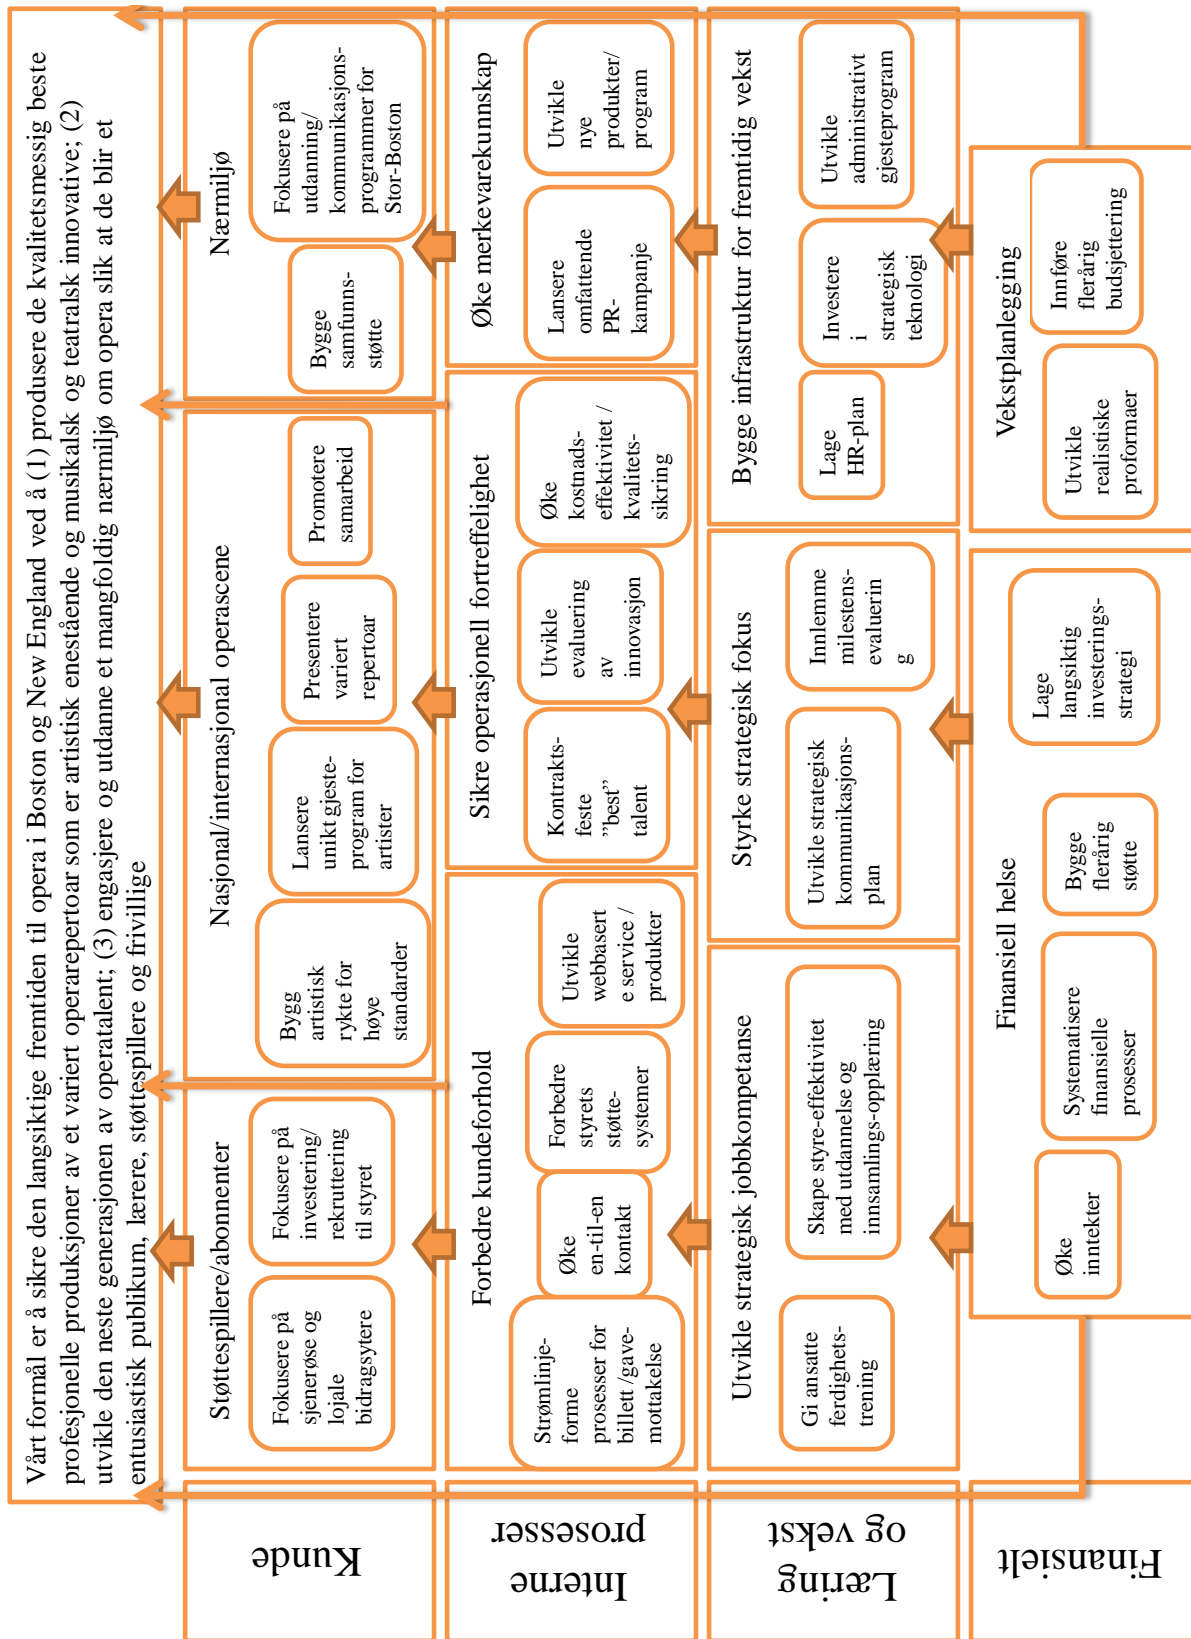 Vårt formål er å sikre den langsiktige fremtiden til opera i Boston og New England ved å (1) produsere de kvalitetsmessig beste
profesjonelle produksjoner av et variert operarepertoar som er artistisk enestående og musikalsk og teatralsk innovative; (2)
utvikle den neste generasjonen av operatalent; (3) engasjere og utdanne et mangfoldig nærmiljø om opera slik at de blir et
entusiastisk publikum, lærere, støttespillere og frivillige
Kunde
Støttespillere/abonnenter
Fokusere på
sjenerøse og
lojale
bidragsytere
Fokusere på
investering/
rekruttering
til styret
Nasjonal/internasjonal operascene
Bygg
artistisk
rykte for
høye
standarder
Lansere
unikt gjeste-
program for
artister
Presentere
variert
repertoar
Promotere
samarbeid
Nærmiljø
Bygge
samfunns-
støtte
Fokusere på
utdanning/
kommunikasjons-
programmer for
Stor-Boston
Interne
prosesser
Forbedre kundeforhold
Strømlinje-
forme
prosesser for
billett /gave-
mottakelse
Øke
en-til-en
kontakt
Forbedre
styrets
støtte-
systemer
Utvikle
webbasert
e service /
produkter
Sikre operasjonell fortreffelighet
Kontrakts-
feste
”best”
talent
Utvikle
evaluering
av
innovasjon
Øke
kostnads-
effektivitet /
kvalitets-
sikring
Øke merkevarekunnskap
Lansere
omfattende
PR-
kampanje
Utvikle
nye
produkter/
program
Læring
og vekst
Utvikle strategisk jobbkompetanse
Gi ansatte
ferdighets-
trening
Skape styre-effektivitet
med utdannelse og
innsamlings-opplæring
Styrke strategisk fokus
Utvikle strategisk
kommunikasjons-
plan
Innlemme
milestens-
evaluerin
g
Bygge infrastruktur for fremtidig vekst
Lage
HR-plan
Investere
i
strategisk
teknologi
Utvikle
administrativt
gjesteprogram
Finansielt
Finansiell helse
Øke
inntekter
Systematisere
finansielle
prosesser
Bygge
flerårig
støtte
Lage
langsiktig
investerings-
strategi
Vekstplanlegging
Utvikle
realistiske
proformaer
Innføre
flerårig
budsjettering